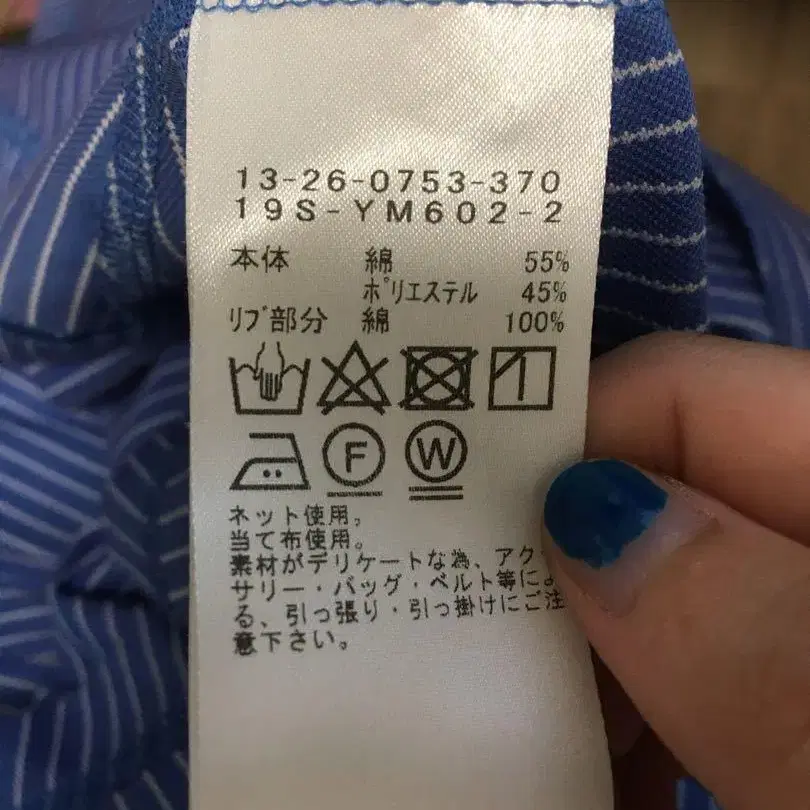 13-26-0753-370
19S-YM602-2
本体 綿 55%
ポリエステル 45%
リブ部分 綿 100%
F W
ネット使用。
当て布使用。
素材がデリケートな為、アク
サリー・バッグ・ベルト等によ
る、引っ張り・引っ掛けにご注
意下さい。